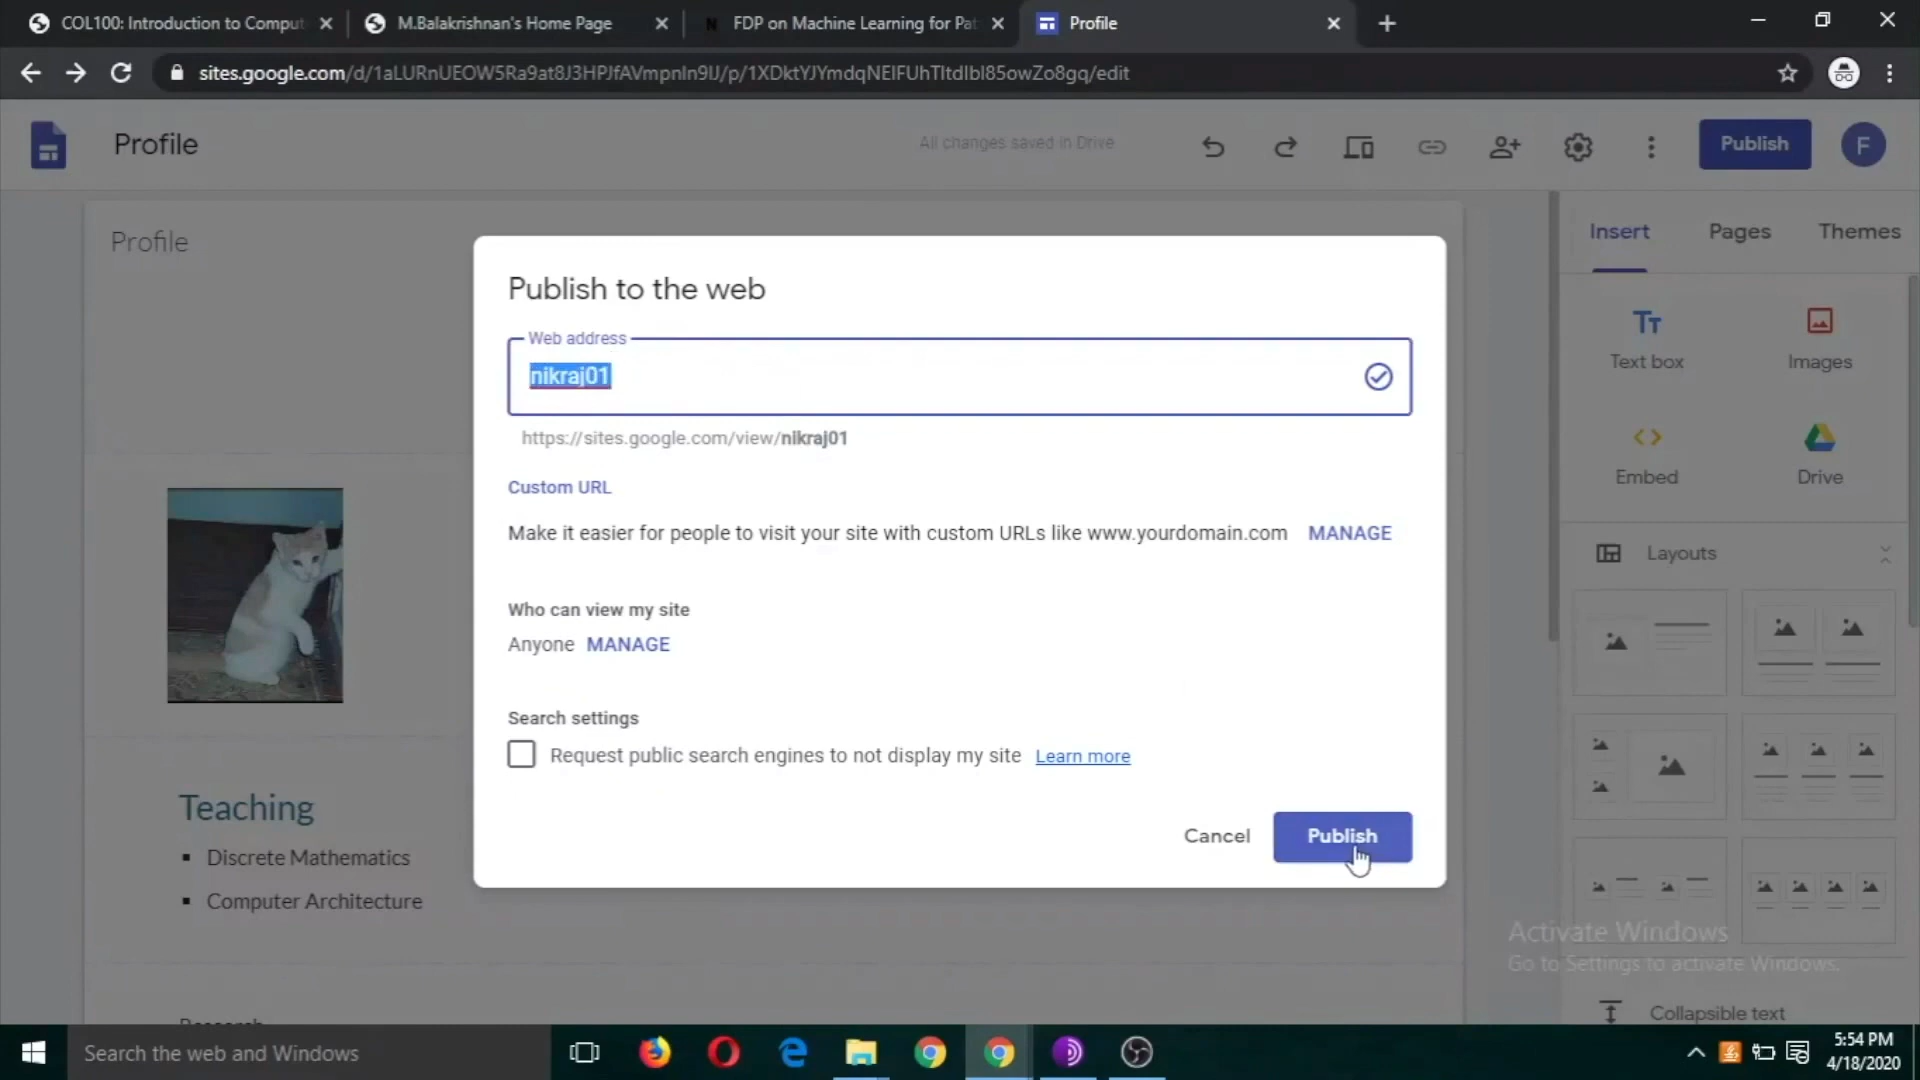 COL100: Introduction to Comput
M.Balakrishnan's Home Page
FDP on Machine Learning for Pat
Profile
sites.google.com/d/1aLURnUEOW5Ra9at8J3HPJfAVmpnIn9IJ/p/1XDktYJYmdqNEIFUhTItdIbI85owZo8gq/edit
Profile
All changes saved in Drive
Publish
F
Profile
Insert
Pages
Themes
Publish to the web
Web address
nikraj01
https://sites.google.com/view/nikraj01
Custom URL
Make it easier for people to visit your site with custom URLs like www.yourdomain.com MANAGE
Who can view my site
Anyone MANAGE
Search settings
Request public search engines to not display my site Learn more
Cancel
Publish
Text box
Images
Embed
Drive
Layouts
Teaching
Discrete Mathematics
Computer Architecture
Research
Activate Windows
Go to Settings to activate Windows.
Collapsible text
Search the web and Windows
5:54 PM
4/18/2020